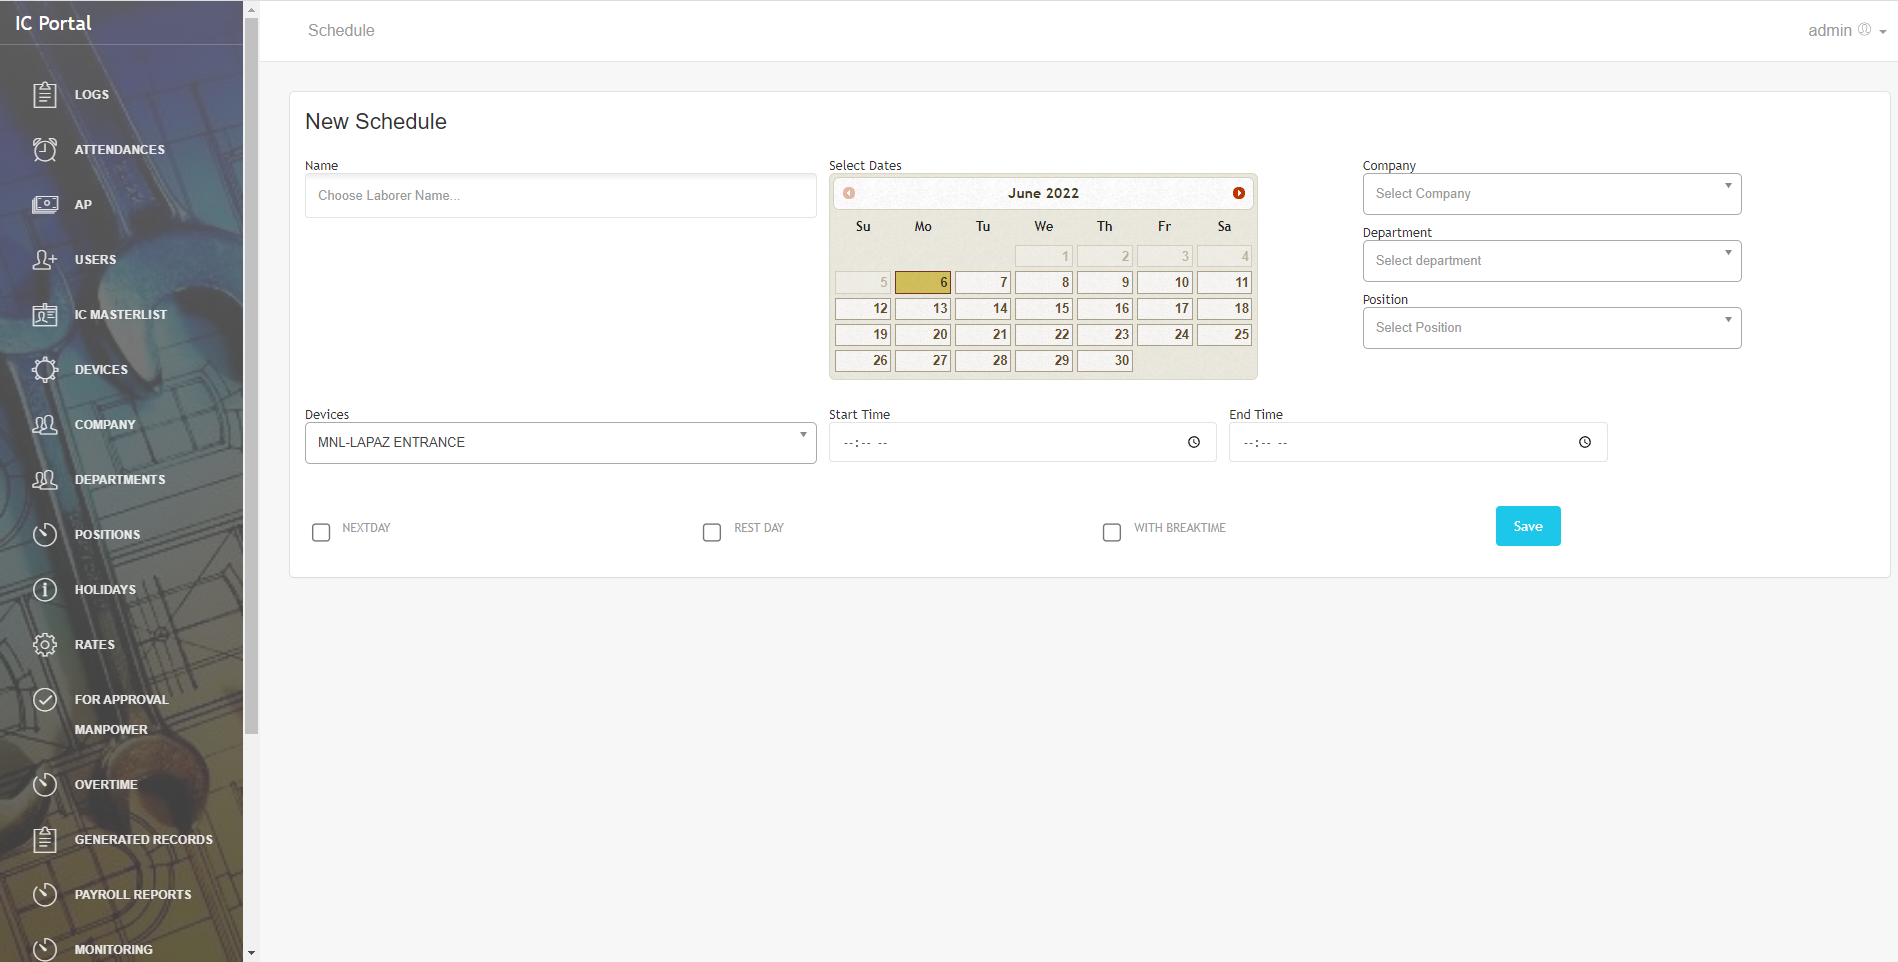 IC Portal
LOGS
ATTENDANCES
AP
USERS
IC MASTERLIST
DEVICES
COMPANY
DEPARTMENTS
POSITIONS
HOLIDAYS
RATES
FOR APPROVAL
MANPOWER
OVERTIME
GENERATED RECORDS
PAYROLL REPORTS
MONITORING
Schedule
admin
New Schedule
Name
Choose Laborer Name...
Select Dates
June 2022
Su Mo Tu We Th Fr Sa
1 2 3 4
5 6 7 8 9 10 11
12 13 14 15 16 17 18
19 20 21 22 23 24 25
26 27 28 29 30
Company
Select Company
Department
Select department
Position
Select Position
Devices
MNL-LAPAZ ENTRANCE
Start Time
--:-- --
End Time
--:-- --
NEXTDAY
REST DAY
WITH BREAKTIME
Save